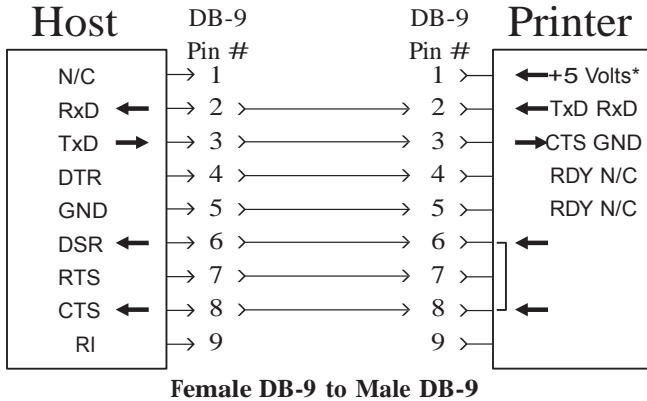 Host DB-9 DB-9 Printer
Pin # Pin #
N/C 1 1 +5 Volts*
RxD 2 2 TxD RxD
TxD 3 3 CTS GND
DTR 4 4 RDY N/C
GND 5 5 RDY N/C
DSR 6 6
RTS 7 7
CTS 8 8
RI 9 9
Female DB-9 to Male DB-9